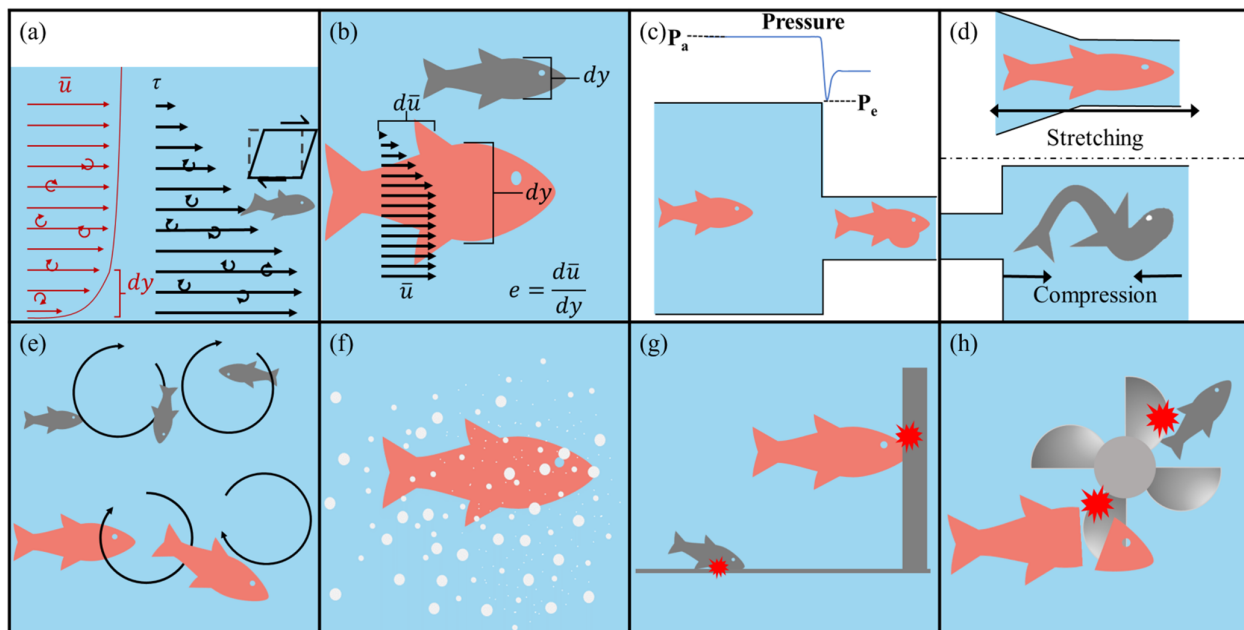 (a)
ū
τ
dy
(b)
dy
dū
dy
ū
e = dū/dy
(c)
Pressure
Pa
Pe
(d)
Stretching
Compression
(e)
(f)
(g)
(h)